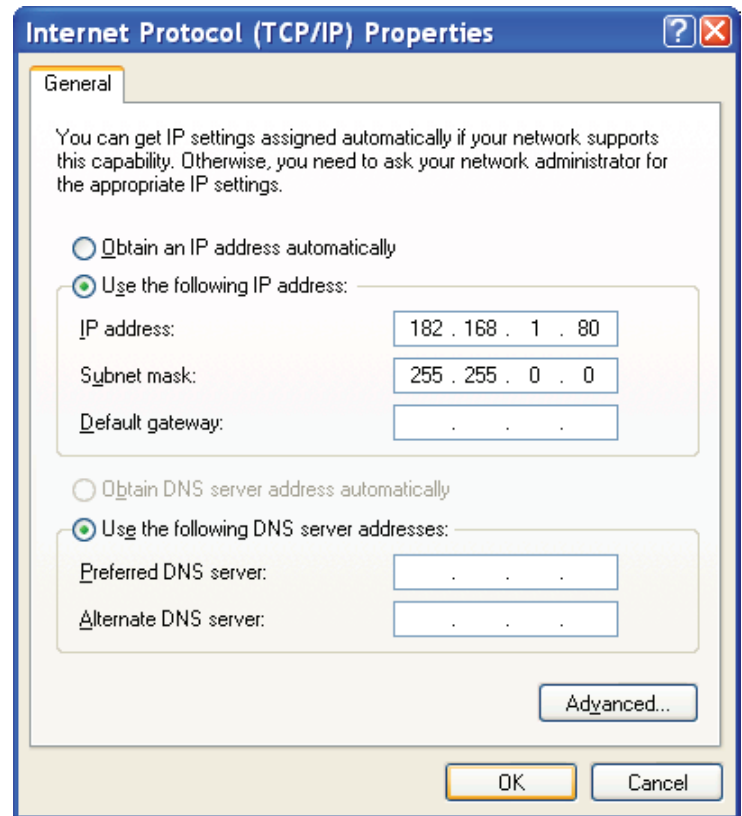 Internet Protocol (TCP/IP) Properties
General
You can get IP settings assigned automatically if your network supports
this capability. Otherwise, you need to ask your network administrator for
the appropriate IP settings.
Obtain an IP address automatically
Use the following IP address:
IP address: 182 . 168 . 1 . 80
Subnet mask: 255 . 255 . 0 . 0
Default gateway: . . .
Obtain DNS server address automatically
Use the following DNS server addresses:
Preferred DNS server: . . .
Alternate DNS server: . . .
Advanced...
OK Cancel